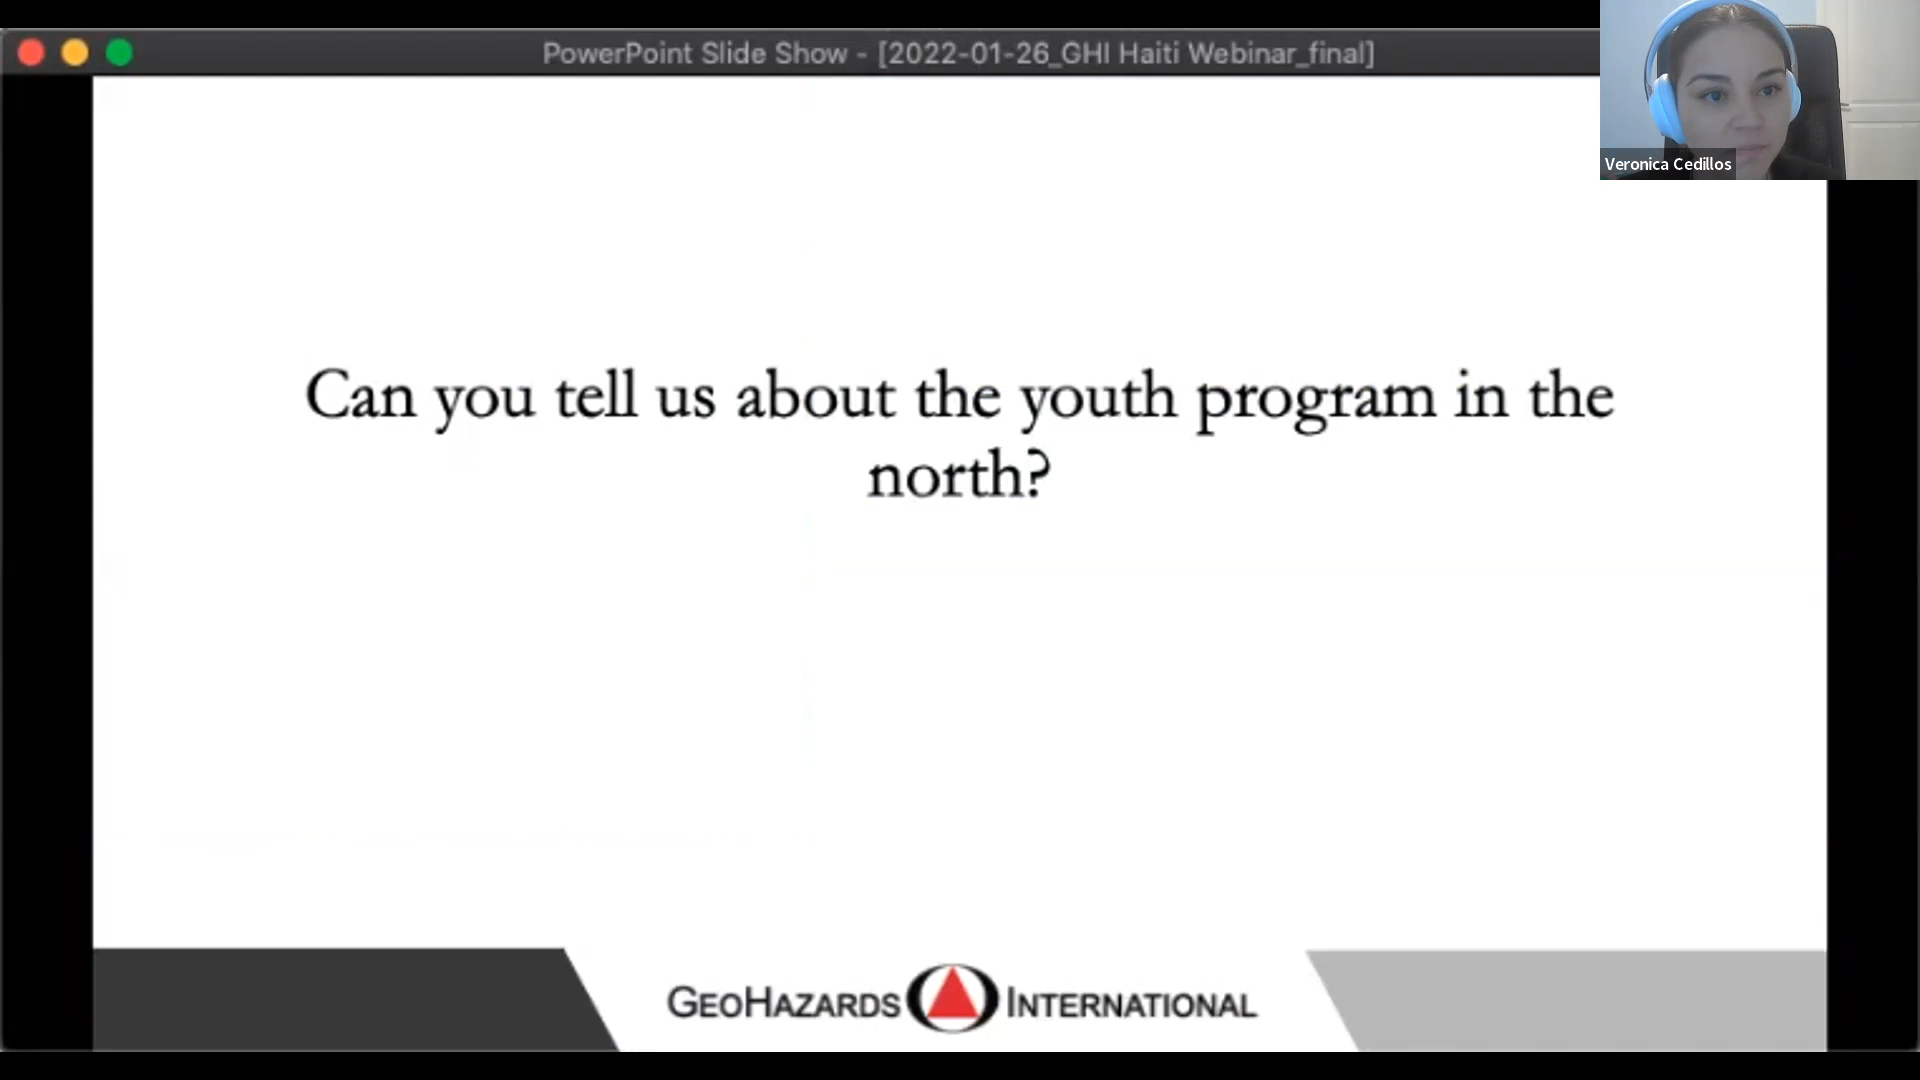 PowerPoint Slide Show - [2022-01-26_GHI Haiti Webinar_final]
Veronica Cedillos
Can you tell us about the youth program in the
north?
GEOHAZARDS INTERNATIONAL